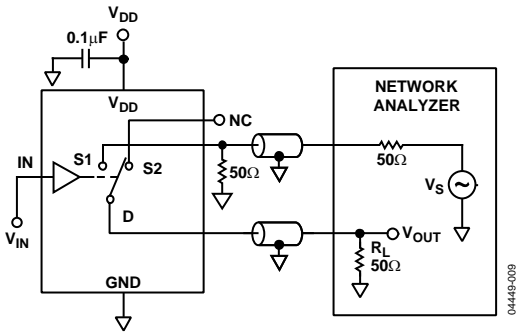 VDD
0.1μF
VDD
NC
NETWORK
ANALYZER
IN
S1
S2
50Ω
50Ω
VS
VIN
D
VOUT
RL
50Ω
GND
04449-009